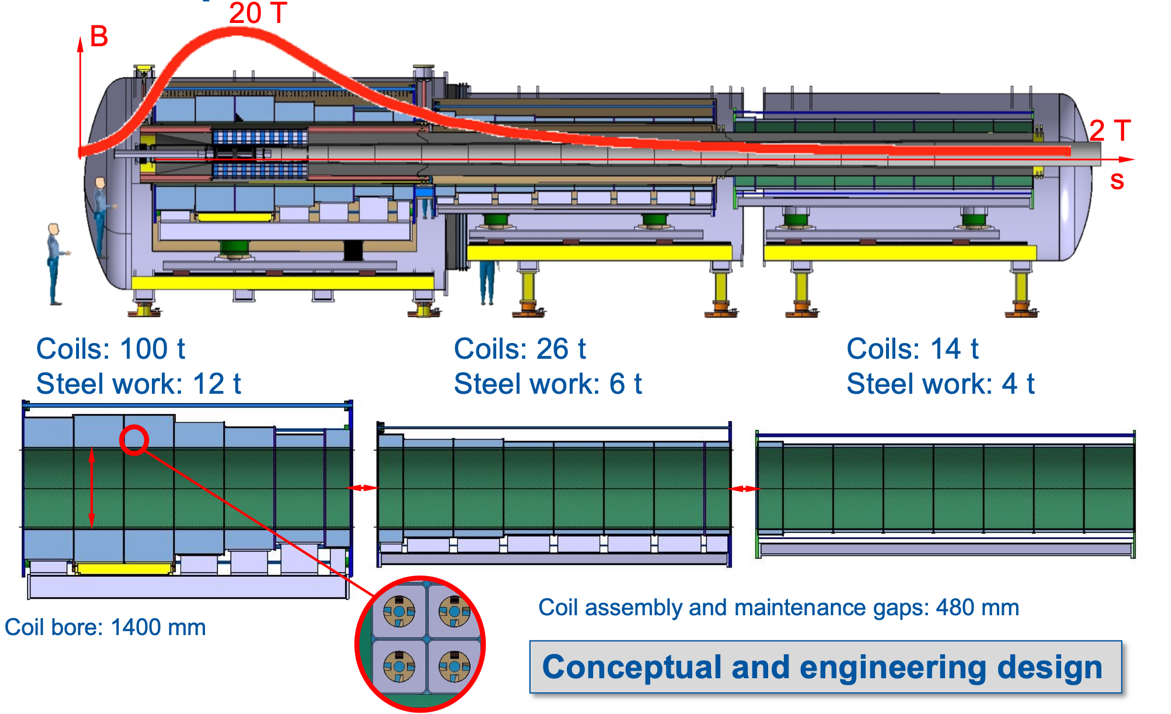 20 T
B
2 T
s
Coils: 100 t
Steel work: 12 t
Coils: 26 t
Steel work: 6 t
Coils: 14 t
Steel work: 4 t
Coil bore: 1400 mm
Coil assembly and maintenance gaps: 480 mm
Conceptual and engineering design